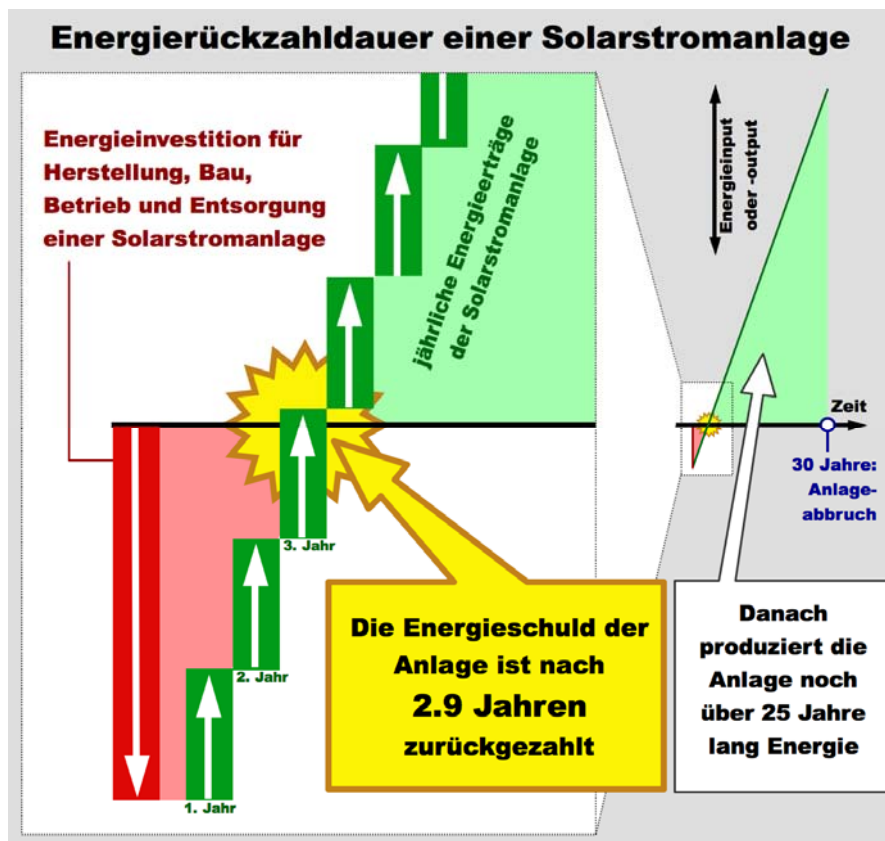 Energierückzahldauer einer Solarstromanlage
Energieinvestition für
Herstellung, Bau,
Betrieb und Entsorgung
einer Solarstromanlage
jährliche Energieerträge
der Solarstromanlage
1. Jahr
2. Jahr
3. Jahr
Die Energieschuld der
Anlage ist nach
2.9 Jahren
zurückgezahlt
Energieinput
oder -output
Zeit
30 Jahre:
Anlage-
abbruch
Danach
produziert die
Anlage noch
über 25 Jahre
lang Energie